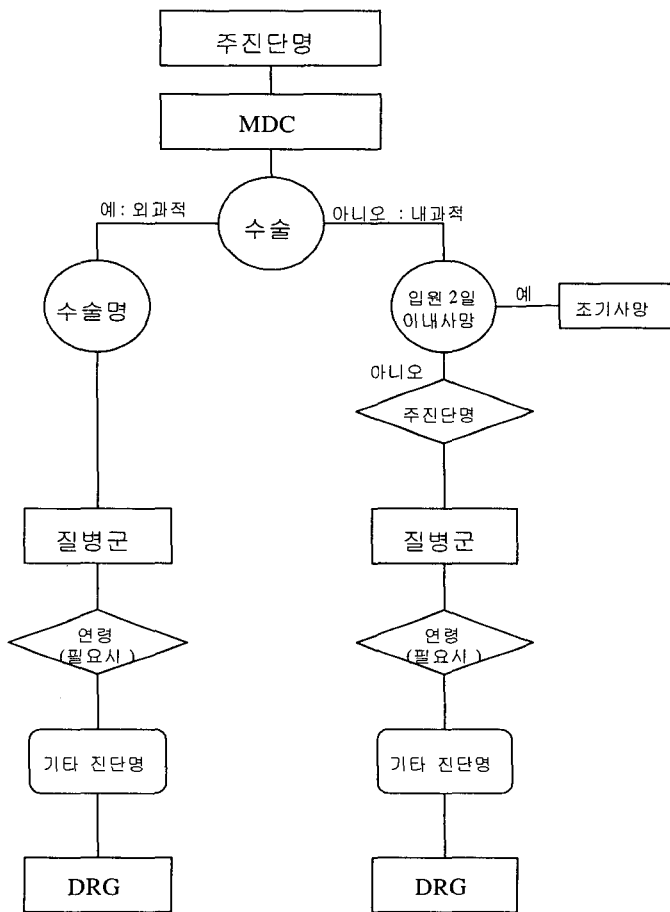 주진단명
MDC
예: 외과적
수술
아니오 : 내과적
수술명
입원 2일
이내사망
예
조기사망
아니오
주진단명
질병군
질병군
연령
(필요시 )
연령
(필요시 )
기타 진단명
기타 진단명
DRG
DRG